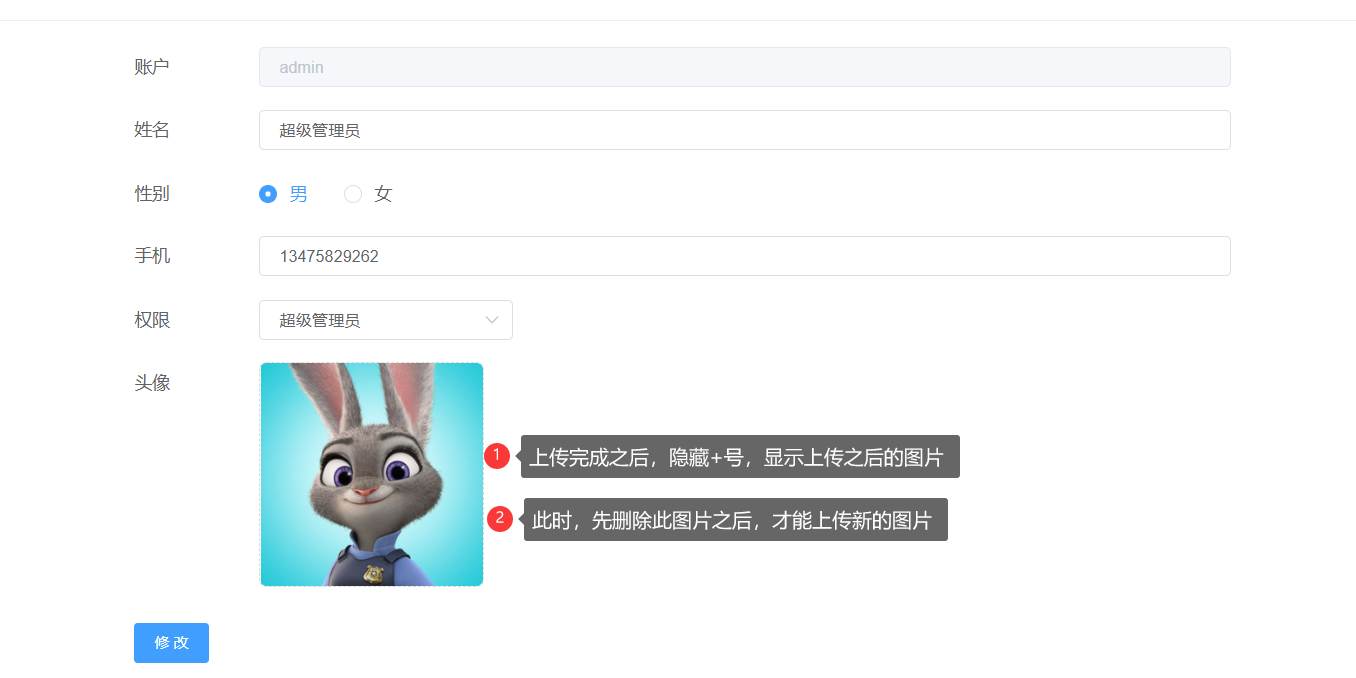 账户
admin
姓名
超级管理员
性别
男
女
手机
13475829262
权限
超级管理员
头像
1
上传完成之后，隐藏+号，显示上传之后的图片
2
此时，先删除此图片之后，才能上传新的图片
修改